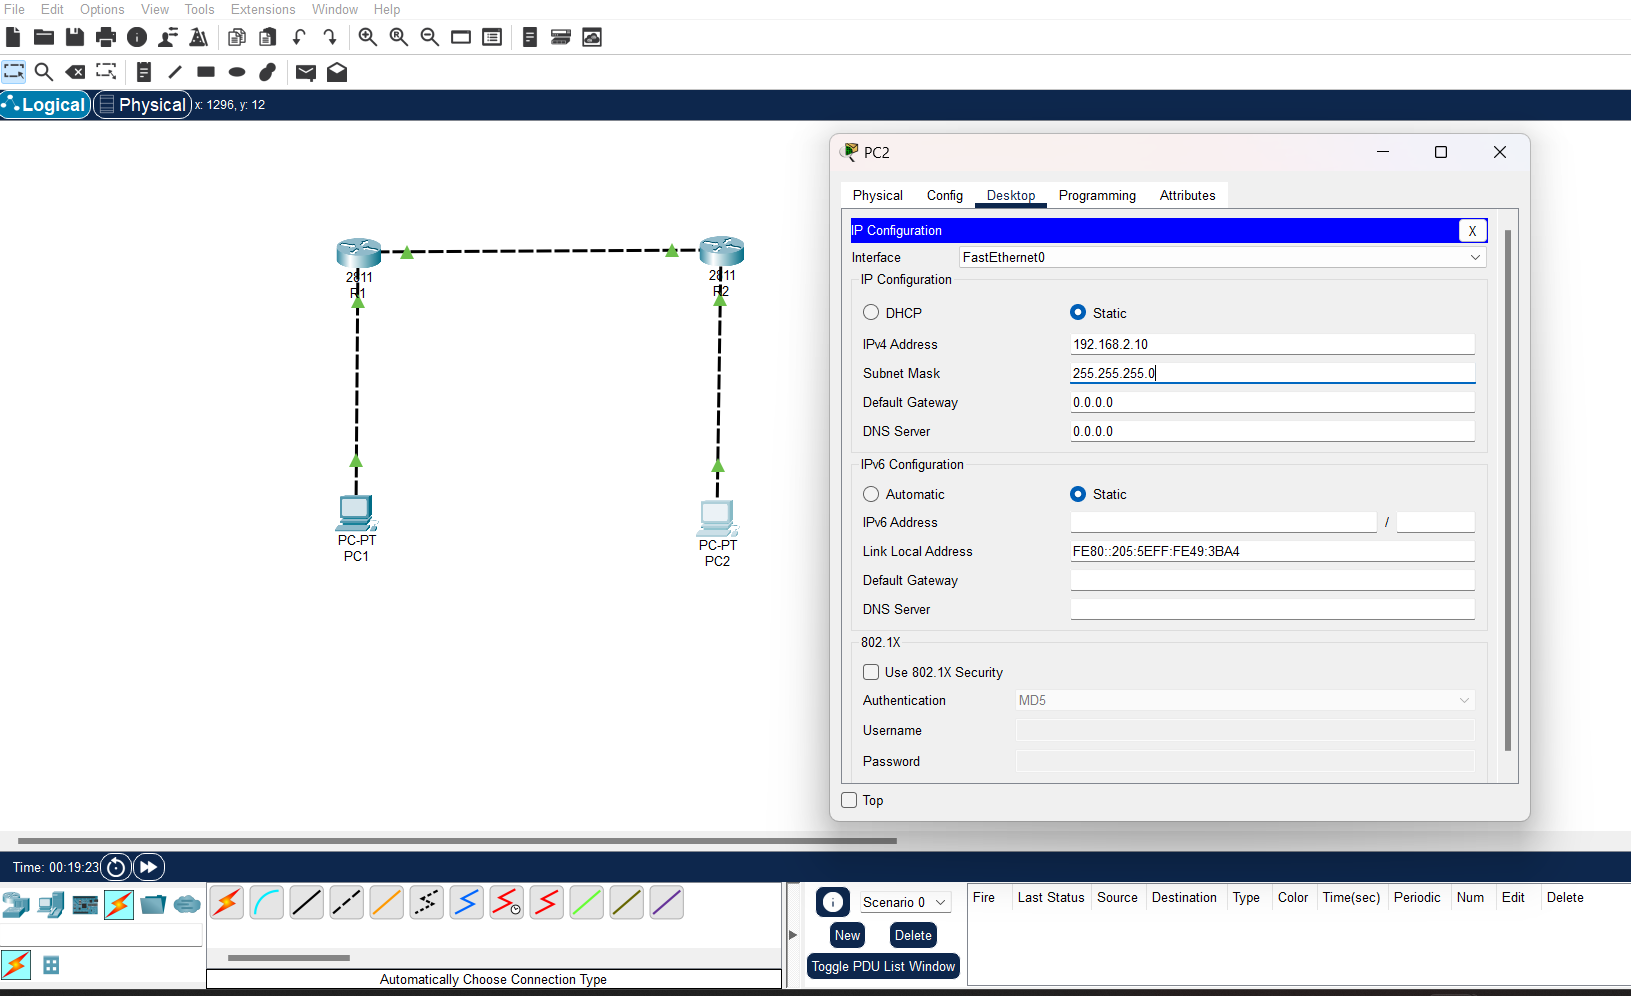 File Edit Options View Tools Extensions Window Help
Logical Physical x: 1296, y: 12
2811
R1
2811
R2
PC-PT
PC1
PC-PT
PC2
PC2
Physical Config Desktop Programming Attributes
IP Configuration X
Interface FastEthernet0
IP Configuration
DHCP Static
IPv4 Address 192.168.2.10
Subnet Mask 255.255.255.0
Default Gateway 0.0.0.0
DNS Server 0.0.0.0
IPv6 Configuration
Automatic Static
IPv6 Address /
Link Local Address FE80::205:5EFF:FE49:3BA4
Default Gateway
DNS Server
802.1X
Use 802.1X Security
Authentication MD5
Username
Password
Top
Time: 00:19:23
Scenario 0
New Delete
Toggle PDU List Window
Fire Last Status Source Destination Type Color Time(sec) Periodic Num Edit Delete
Automatically Choose Connection Type